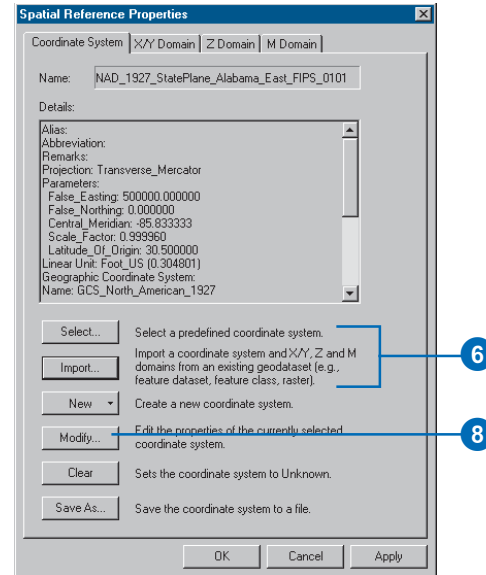 Spatial Reference Properties
Coordinate System X/Y Domain Z Domain M Domain
Name: NAD_1927_StatePlane_Alabama_East_FIPS_0101
Details:
Alias:
Abbreviation:
Remarks:
Projection: Transverse_Mercator
Parameters:
False_Easting: 500000.000000
False_Northing: 0.000000
Central_Meridian: -85.833333
Scale_Factor: 0.999960
Latitude_Of_Origin: 30.500000
Linear Unit: Foot_US (0.304801)
Geographic Coordinate System:
Name: GCS_North_American_1927
Select... Select a predefined coordinate system.
6
Import... Import a coordinate system and X/Y, Z and M
domains from an existing geodataset (e.g.,
feature dataset, feature class, raster).
New Create a new coordinate system.
Modify... Edit the properties of the currently selected
coordinate system.
8
Clear Sets the coordinate system to Unknown.
Save As... Save the coordinate system to a file.
OK Cancel Apply